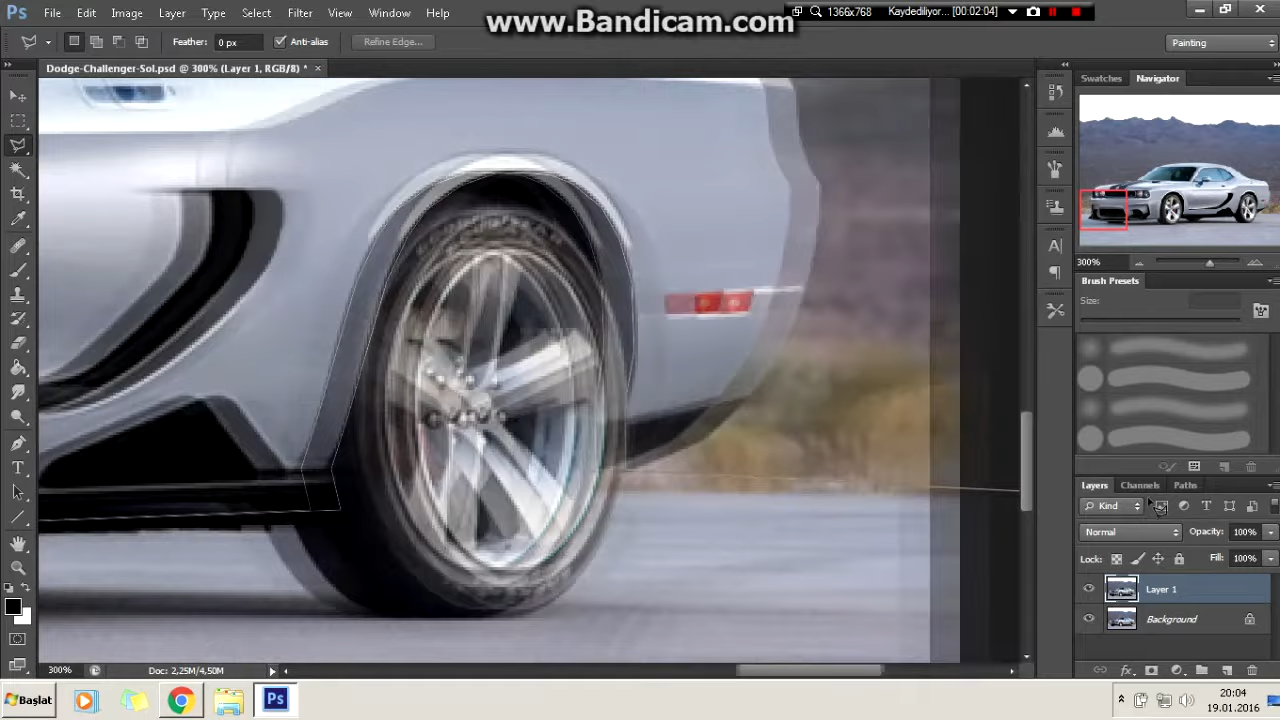 www.Bandicam.com
1366x768 Kaydediliyor... [00:02:04]
Ps File Edit Image Layer Type Select Filter 3D View Window Help
Feather: 0 px Anti-alias Refine Edge... Painting
Dodge-Challenger-Sol.psd @ 300% (Layer 1, RGB/8) *
Swatches Navigator
300%
Brush Presets
Size:
Layers Channels Paths
Kind
Normal Opacity: 100%
Lock: Fill: 100%
Layer 1
Background
300% Doc: 2,25M/4,50M
Başlat Ps 20:04
19.01.2016